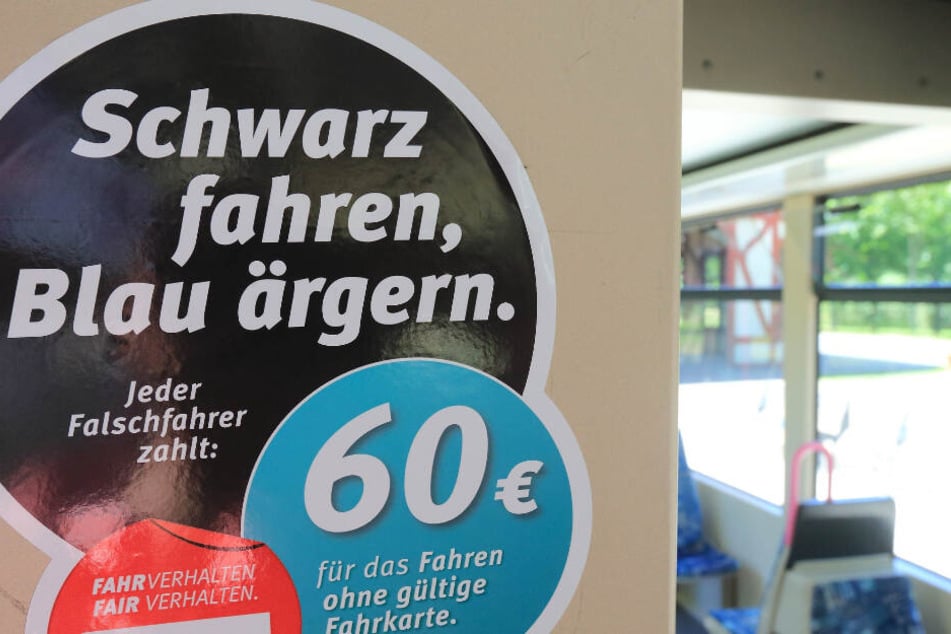 Schwarz
fahren,
Blau ärgern.
Jeder
Falschfahrer
zahlt:
60€
für das Fahren
ohne gültige
Fahrkarte.
FAHRVERHALTEN
FAIR VERHALTEN.